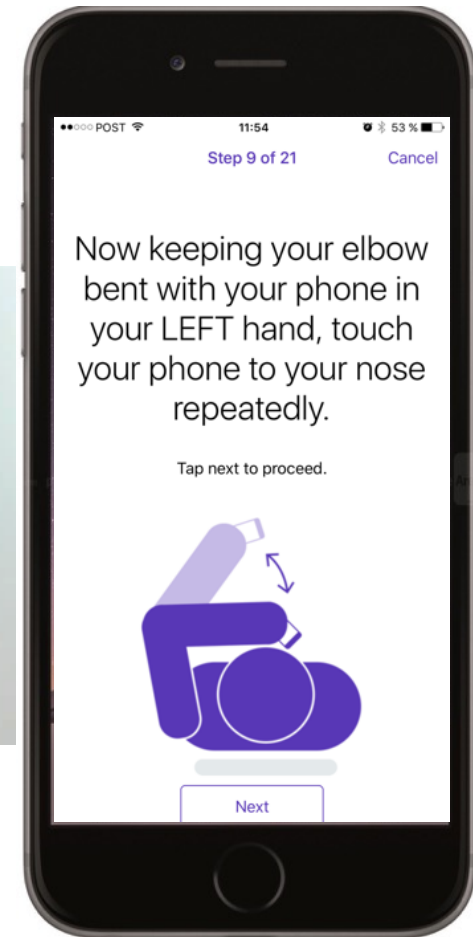 POST 11:54 53 %
Step 9 of 21 Cancel
Now keeping your elbow
bent with your phone in
your LEFT hand, touch
your phone to your nose
repeatedly.
Tap next to proceed.
Next